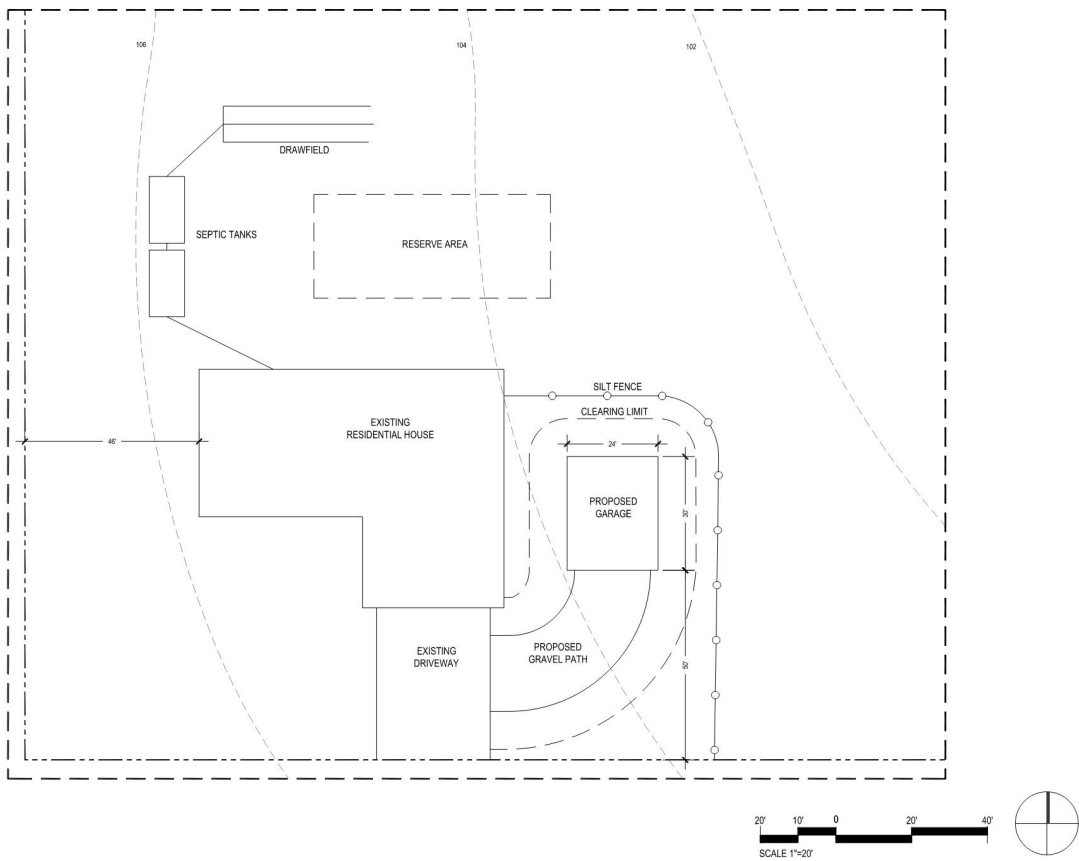 106
104
102
DRAWFIELD
SEPTIC TANKS
RESERVE AREA
SILT FENCE
CLEARING LIMIT
EXISTING
RESIDENTIAL HOUSE
46'
24'
PROPOSED
GARAGE
30'
EXISTING
DRIVEWAY
PROPOSED
GRAVEL PATH
50'
20' 10' 0 20' 40'
SCALE 1"=20'